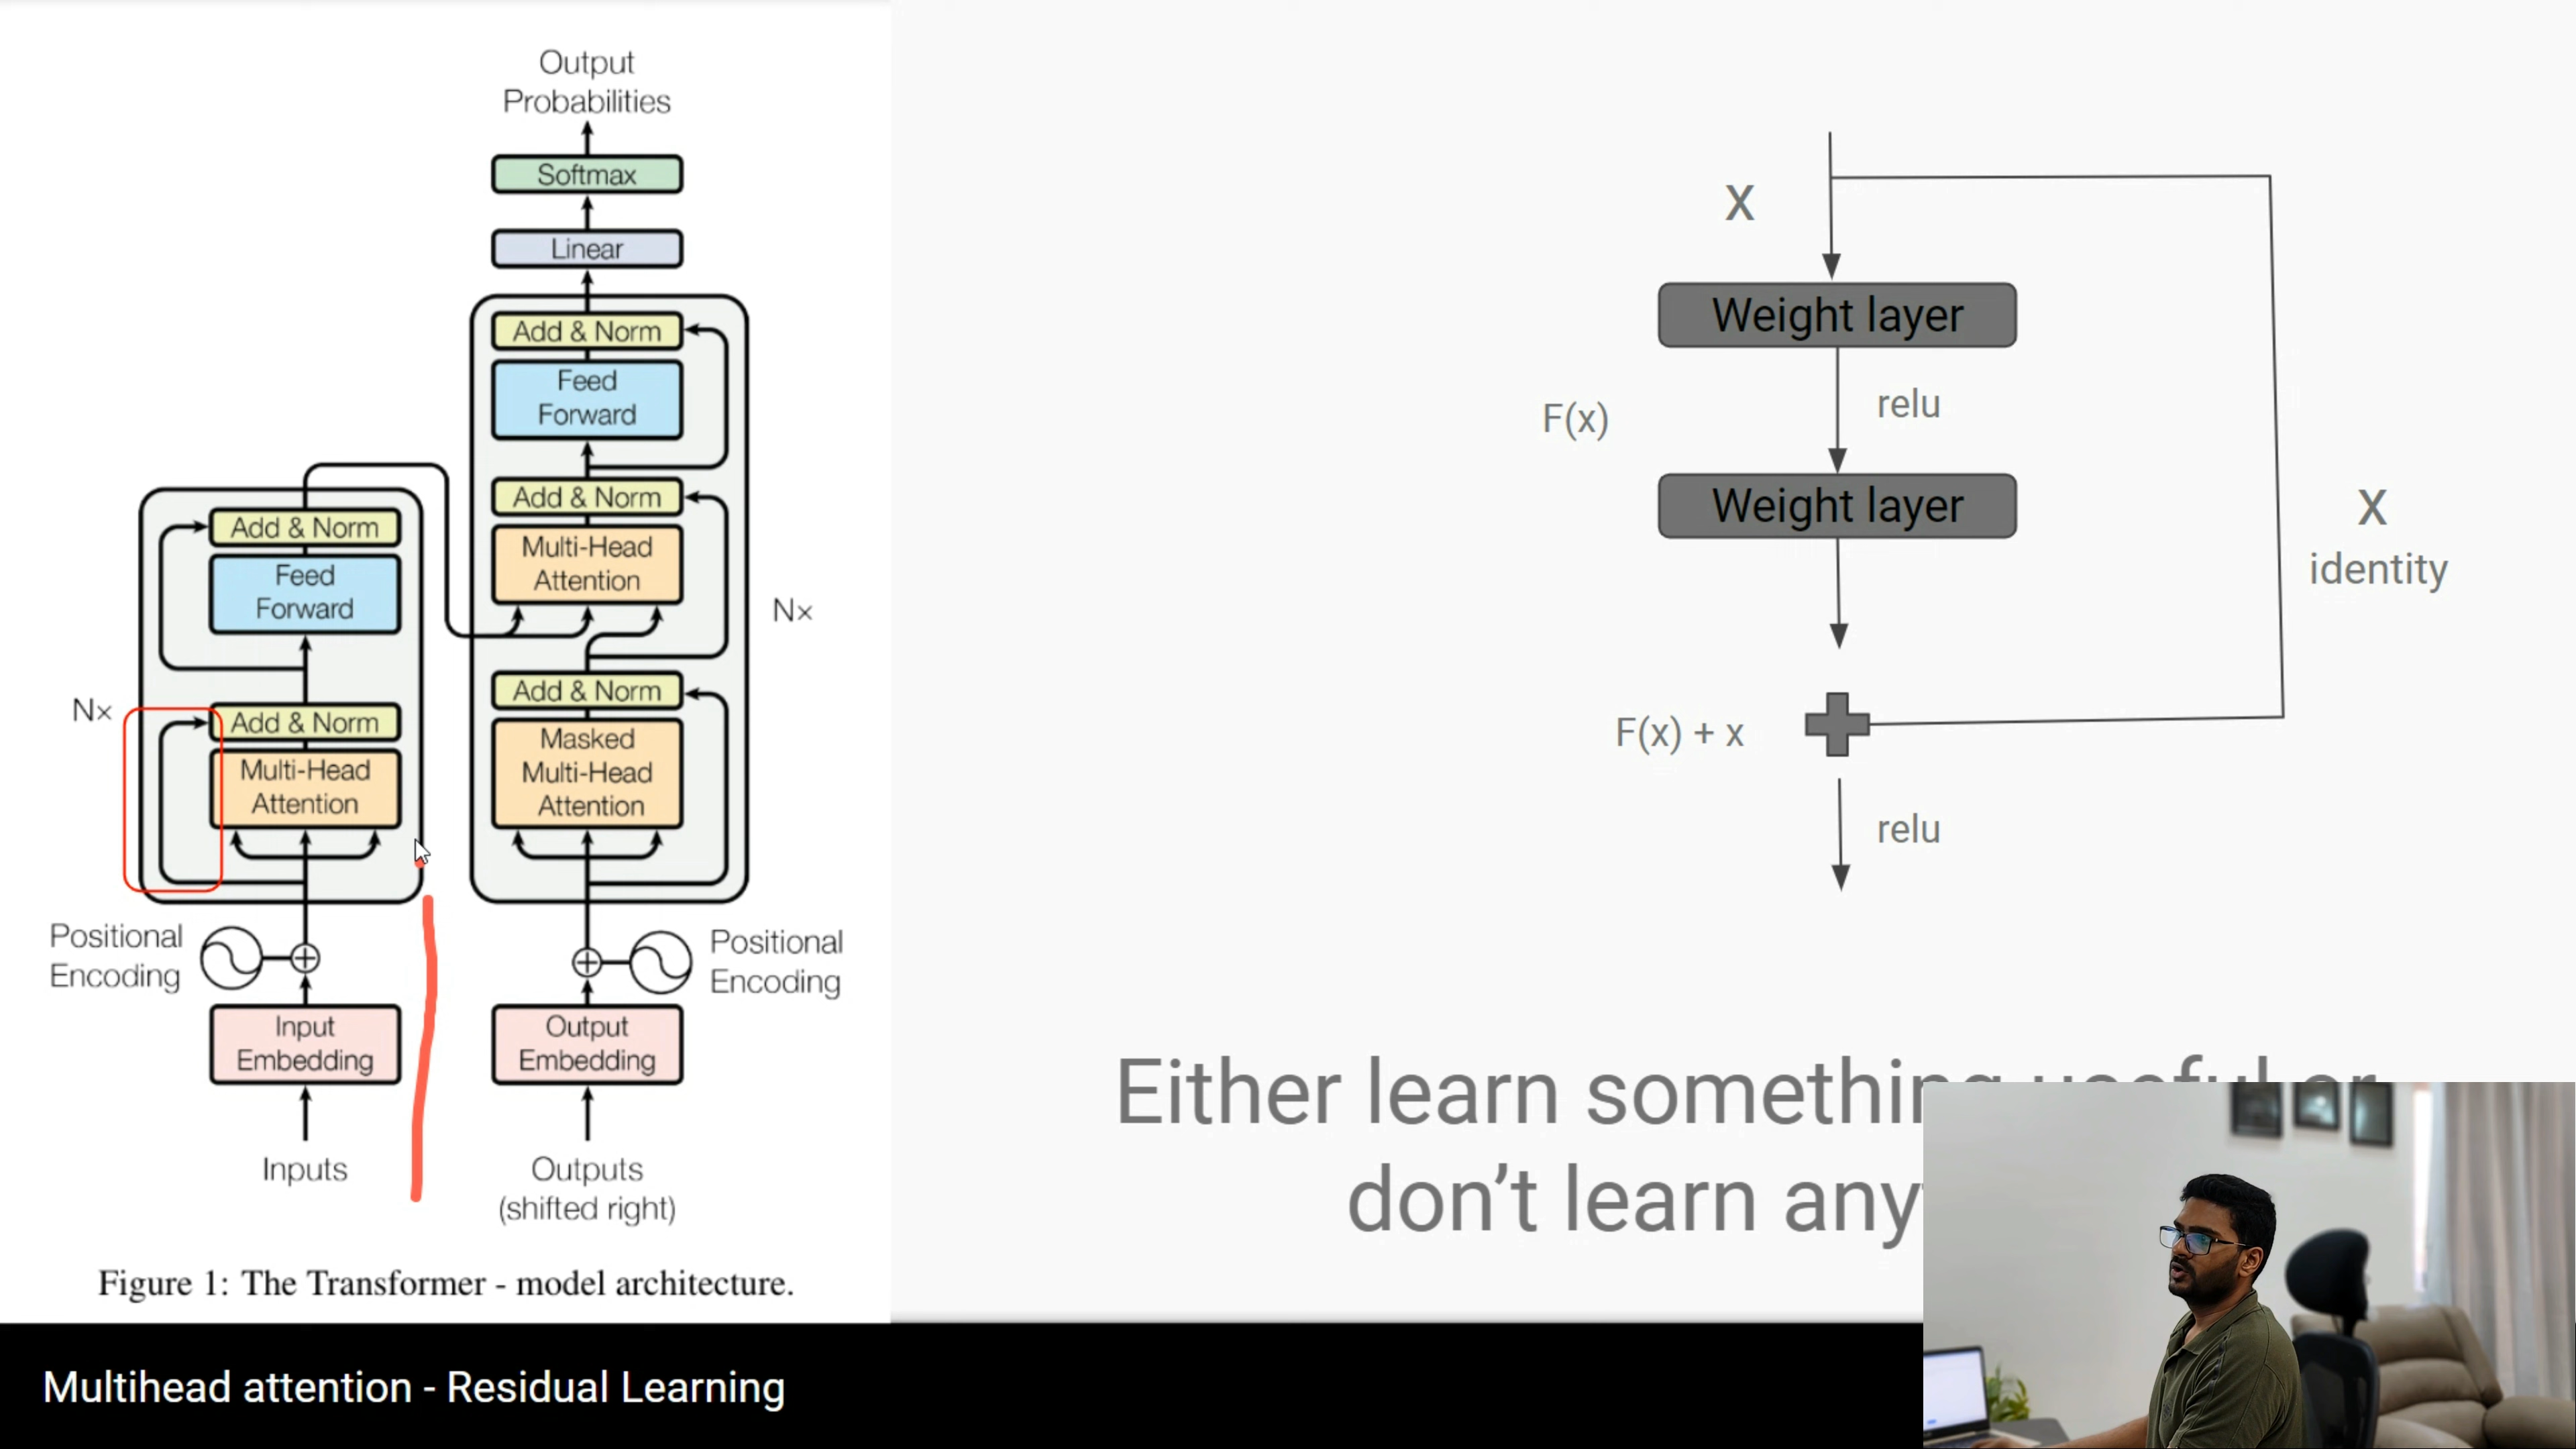 Output
Probabilities
Softmax
Linear
Add & Norm
Feed
Forward
Add & Norm
Multi-Head
Attention
Add & Norm
Masked
Multi-Head
Attention
Nx
Add & Norm
Feed
Forward
Add & Norm
Multi-Head
Attention
Nx
Positional
Encoding
Positional
Encoding
Input
Embedding
Output
Embedding
Inputs
Outputs
(shifted right)
Figure 1: The Transformer - model architecture.
X
Weight layer
F(x)
relu
Weight layer
X
identity
F(x) + x
relu
Either learn something useful or
don't learn
Multihead attention - Residual Learning